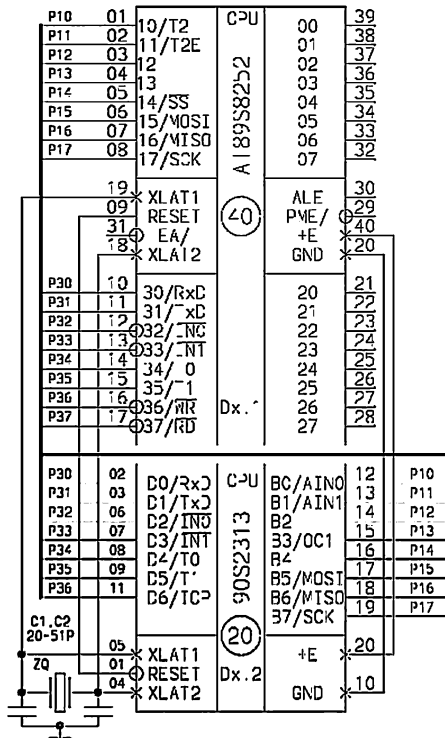 P10 01 10/T2 CPU 00 39
P11 02 11/T2E 01 38
P12 03 12 02 37
P13 04 13 03 36
P14 05 14/SS 04 35
P15 06 15/MOSI 05 34
P16 07 16/MISO 06 33
P17 08 17/SCK 07 32
AT89S8252
19 XLAT1 ALE 30
09 RESET PME/ 29
31 EA/ 40 +E 40
18 XLAT2 GND 20
P30 10 30/RxD 20 21
P31 11 31/TxD 21 22
P32 12 32/IN0 22 23
P33 13 33/IN1 23 24
P34 14 34/T0 24 25
P35 15 35/T1 25 26
P36 16 36/WR Dx.1 26 27
P37 17 37/RD 27 28
P30 02 D0/RxD CPU B0/AIN0 12 P10
P31 03 D1/TxD B1/AIN1 13 P11
P32 06 D2/IN0 B2 14 P12
P33 07 D3/IN1 B3/OC1 15 P13
P34 08 D4/T0 B4 16 P14
P35 09 D5/T1 B5/MOSI 17 P15
P36 11 D6/ICP B6/MISO 18 P16
B7/SCK 19 P17
90S2313
C1,C2
20-51P
20
05 XLAT1 +E 20
ZQ 01 RESET Dx.2
04 XLAT2 GND 10